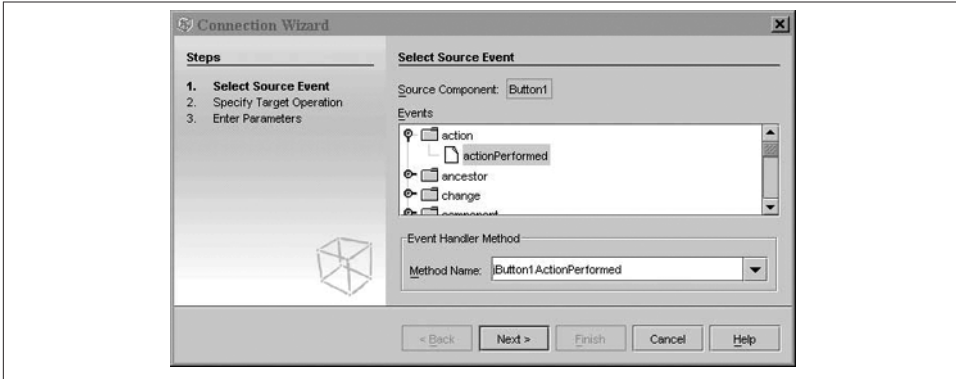 Connection Wizard
Steps
1. Select Source Event
2. Specify Target Operation
3. Enter Parameters
Select Source Event
Source Component: Button1
Events
action
actionPerformed
ancestor
change
component
Event Handler Method
Method Name: jButton1ActionPerformed
< Back Next > Finish Cancel Help